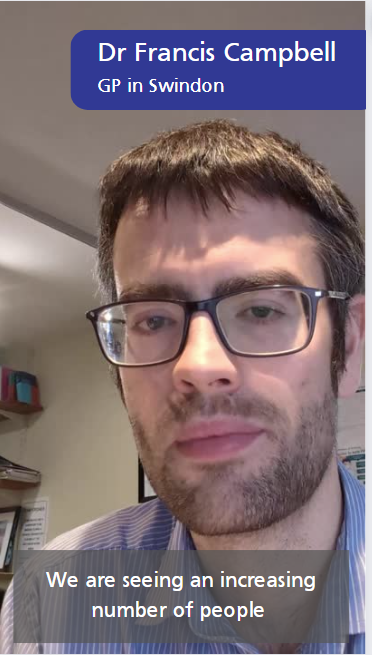 Dr Francis Campbell
GP in Swindon
We are seeing an increasing
number of people